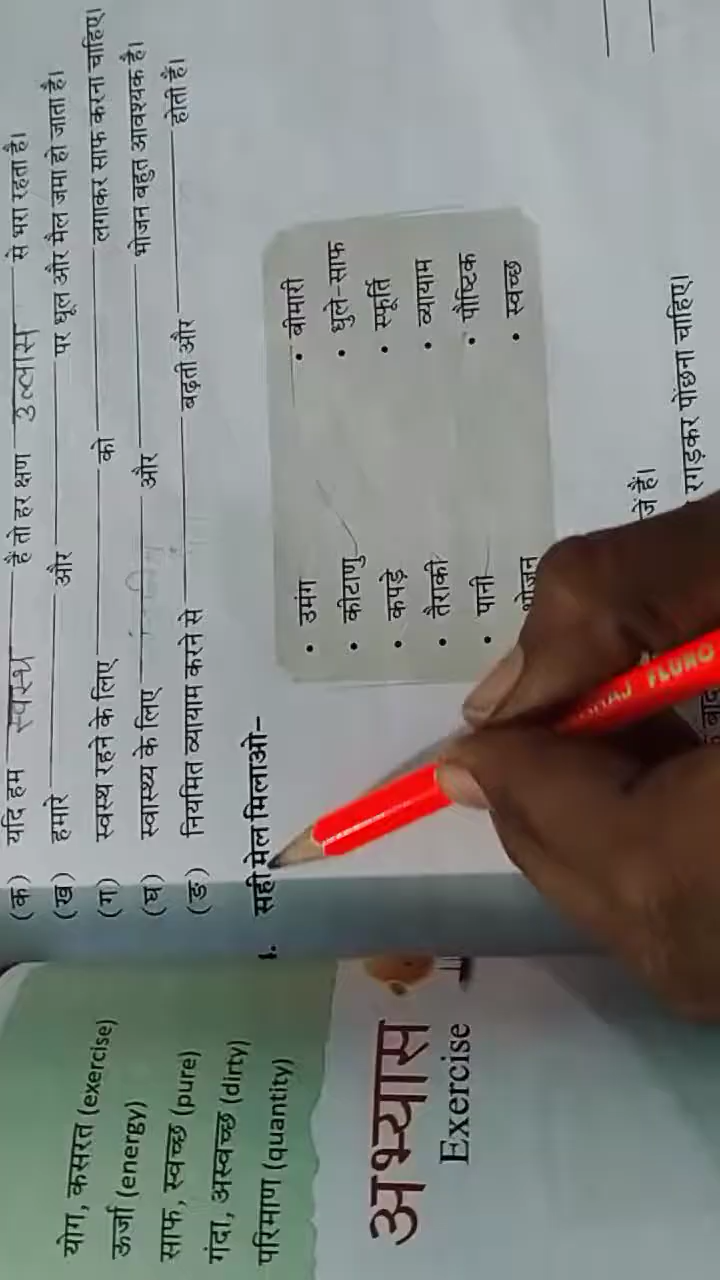 योग, कसरत (exercise)
ऊर्जा (energy)
साफ, स्वच्छ (pure)
गंदा, अस्वच्छ (dirty)
परिमाण (quantity)
अभ्यास
Exercise
(क) यदि हम स्वस्थ हैं तो हर क्षण उल्लास से भरा रहता है।
(ख) हमारे और पर धूल और मैल जमा हो जाता है।
(ग) स्वस्थ रहने के लिए को लगाकर साफ करना चाहिए।
(घ) स्वास्थ्य के लिए और भोजन बहुत आवश्यक है।
(ङ) नियमित व्यायाम करने से बढ़ती और होती है।
सही मेल मिलाओ–
• उमंग • बीमारी
• कीटाणु • धुले-साफ
• कपड़े • स्फूर्ति
• तैराकी • व्यायाम
• पानी • पौष्टिक
भोजन • स्वच्छ
हैं।
रगड़कर पोंछना चाहिए।
बाद